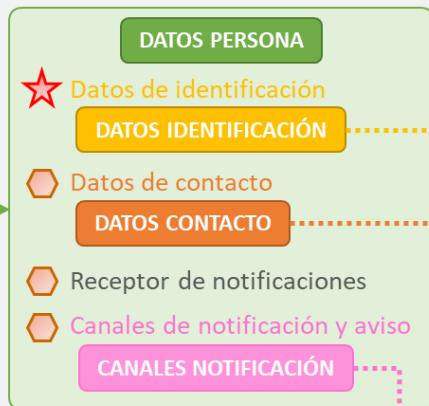 DATOS PERSONA
Datos de identificación
DATOS IDENTIFICACIÓN
Datos de contacto
DATOS CONTACTO
Receptor de notificaciones
Canales de notificación y aviso
CANALES NOTIFICACIÓN